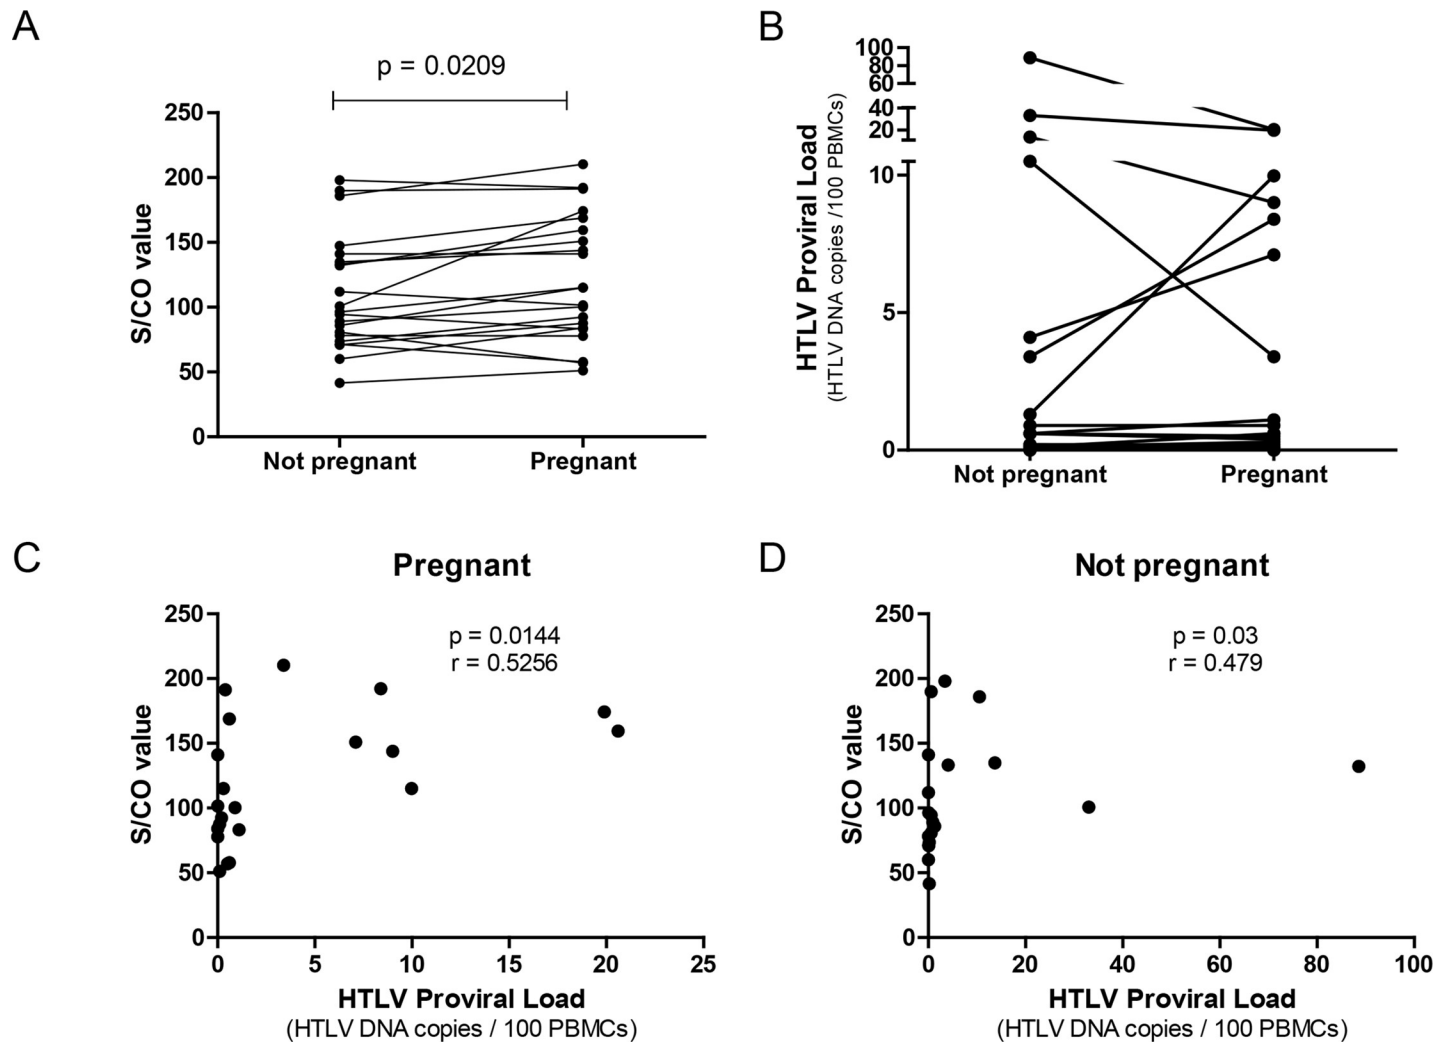 A
p = 0.0209
S/CO value
250
200
150
100
50
0
Not pregnant
Pregnant
B
HTLV Proviral Load
(HTLV DNA copies /100 PBMCs)
100
80
60
40
20
10
5
0
Not pregnant
Pregnant
C
Pregnant
p = 0.0144
r = 0.5256
S/CO value
250
200
150
100
50
0
0 5 10 15 20 25
HTLV Proviral Load
(HTLV DNA copies / 100 PBMCs)
D
Not pregnant
p = 0.03
r = 0.479
S/CO value
250
200
150
100
50
0
0 20 40 60 80 100
HTLV Proviral Load
(HTLV DNA copies / 100 PBMCs)